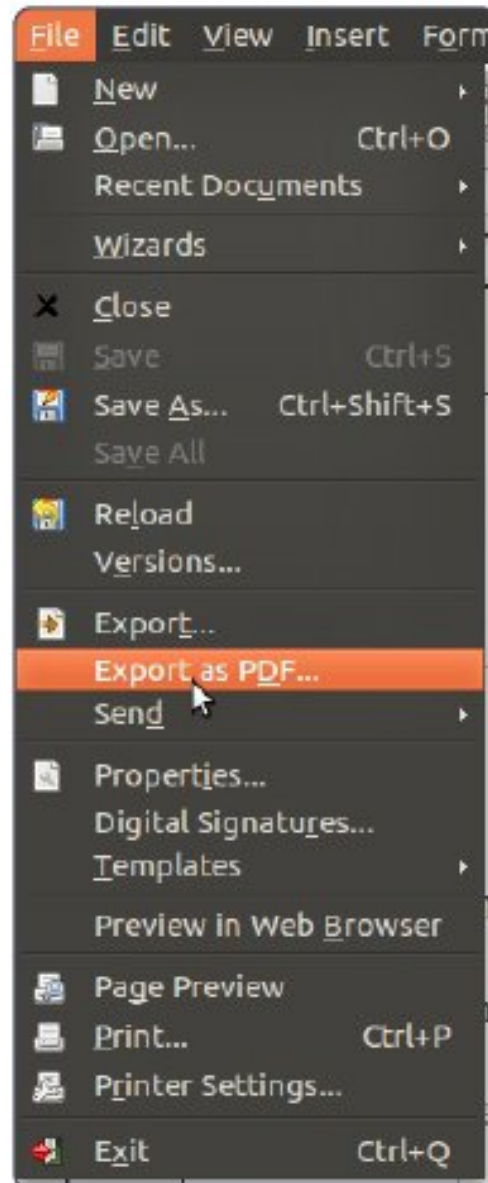 File Edit View Insert Form
New
Open... Ctrl+O
Recent Documents
Wizards
Close
Save Ctrl+S
Save As... Ctrl+Shift+S
Save All
Reload
Versions...
Export...
Export as PDF...
Send
Properties...
Digital Signatures...
Templates
Preview in Web Browser
Page Preview
Print... Ctrl+P
Printer Settings...
Exit Ctrl+Q